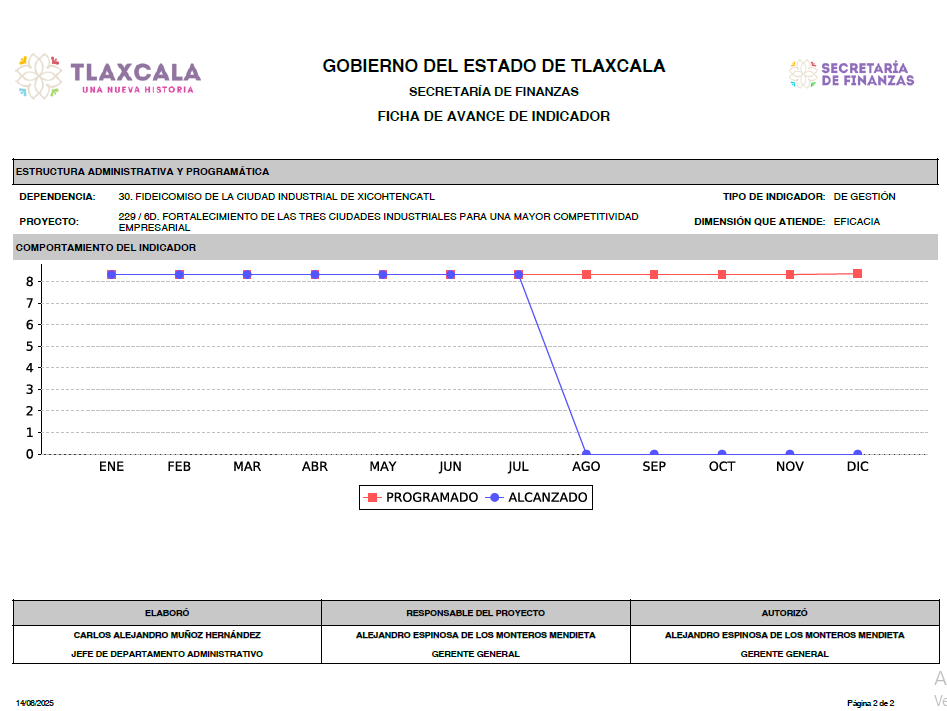 TLAXCALA
UNA NUEVA HISTORIA
GOBIERNO DEL ESTADO DE TLAXCALA
SECRETARÍA DE FINANZAS
FICHA DE AVANCE DE INDICADOR
SECRETARÍA
DE FINANZAS
ESTRUCTURA ADMINISTRATIVA Y PROGRAMÁTICA
DEPENDENCIA: 30. FIDEICOMISO DE LA CIUDAD INDUSTRIAL DE XICOHTENCATL TIPO DE INDICADOR: DE GESTIÓN
PROYECTO: 229 / 6D. FORTALECIMIENTO DE LAS TRES CIUDADES INDUSTRIALES PARA UNA MAYOR COMPETITIVIDAD
EMPRESARIAL DIMENSIÓN QUE ATIENDE: EFICACIA
COMPORTAMIENTO DEL INDICADOR
8
7
6
5
4
3
2
1
0
ENE FEB MAR ABR MAY JUN JUL AGO SEP OCT NOV DIC
PROGRAMADO ALCANZADO
ELABORÓ RESPONSABLE DEL PROYECTO AUTORIZÓ
CARLOS ALEJANDRO MUÑOZ HERNÁNDEZ ALEJANDRO ESPINOSA DE LOS MONTEROS MENDIETA ALEJANDRO ESPINOSA DE LOS MONTEROS MENDIETA
JEFE DE DEPARTAMENTO ADMINISTRATIVO GERENTE GENERAL GERENTE GENERAL
14/08/2025 Página 2 de 2